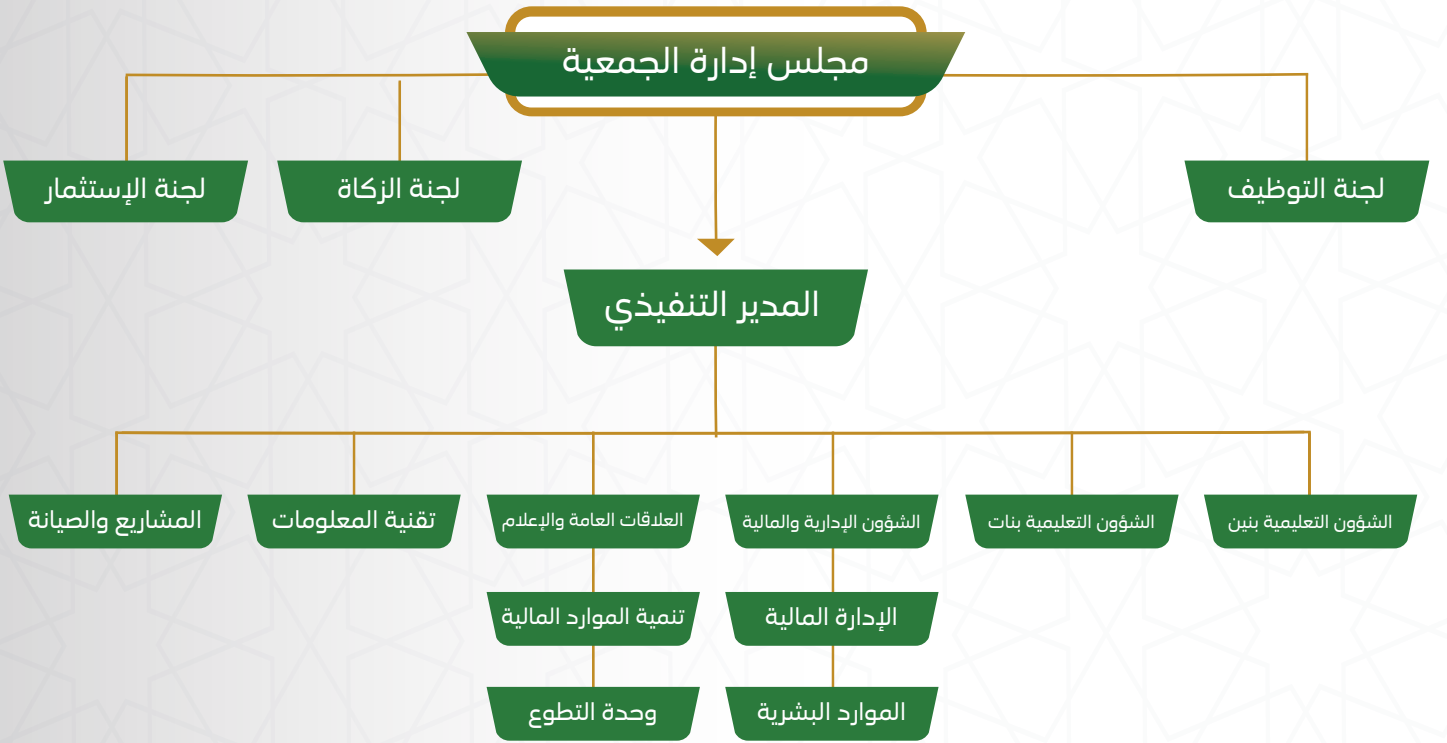 مجلس إدارة الجمعية
لجنة التوظيف
لجنة الزكاة
لجنة الإستثمار
المدير التنفيذي
الشؤون التعليمية بنين
الشؤون التعليمية بنات
الشؤون الإدارية والمالية
العلاقات العامة والإعلام
تقنية المعلومات
المشاريع والصيانة
الإدارة المالية
تنمية الموارد المالية
الموارد البشرية
وحدة التطوع